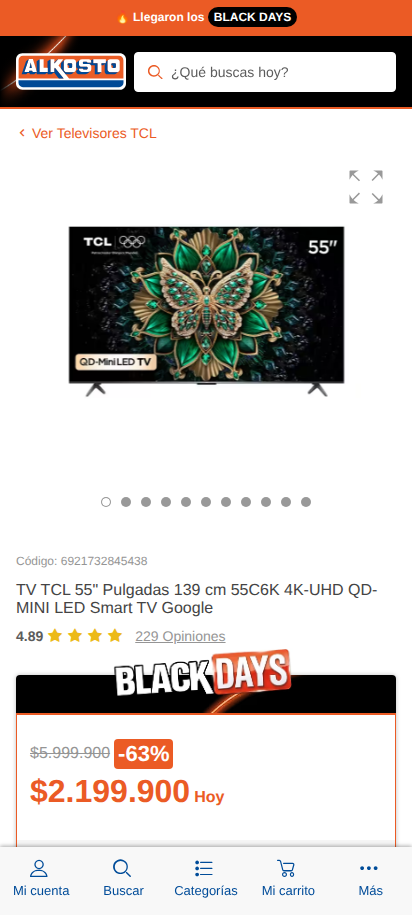 🔥 Llegaron los BLACK DAYS
ALKOSTO
¿Qué buscas hoy?
‹ Ver Televisores TCL
TCL
55"
QD-Mini LED TV
Código: 6921732845438
TV TCL 55" Pulgadas 139 cm 55C6K 4K-UHD QD-
MINI LED Smart TV Google
4.89 ★ ★ ★ ★ 229 Opiniones
BLACK DAYS
$5.999.900 -63%
$2.199.900 Hoy
Mi cuenta
Buscar
Categorías
Mi carrito
Más